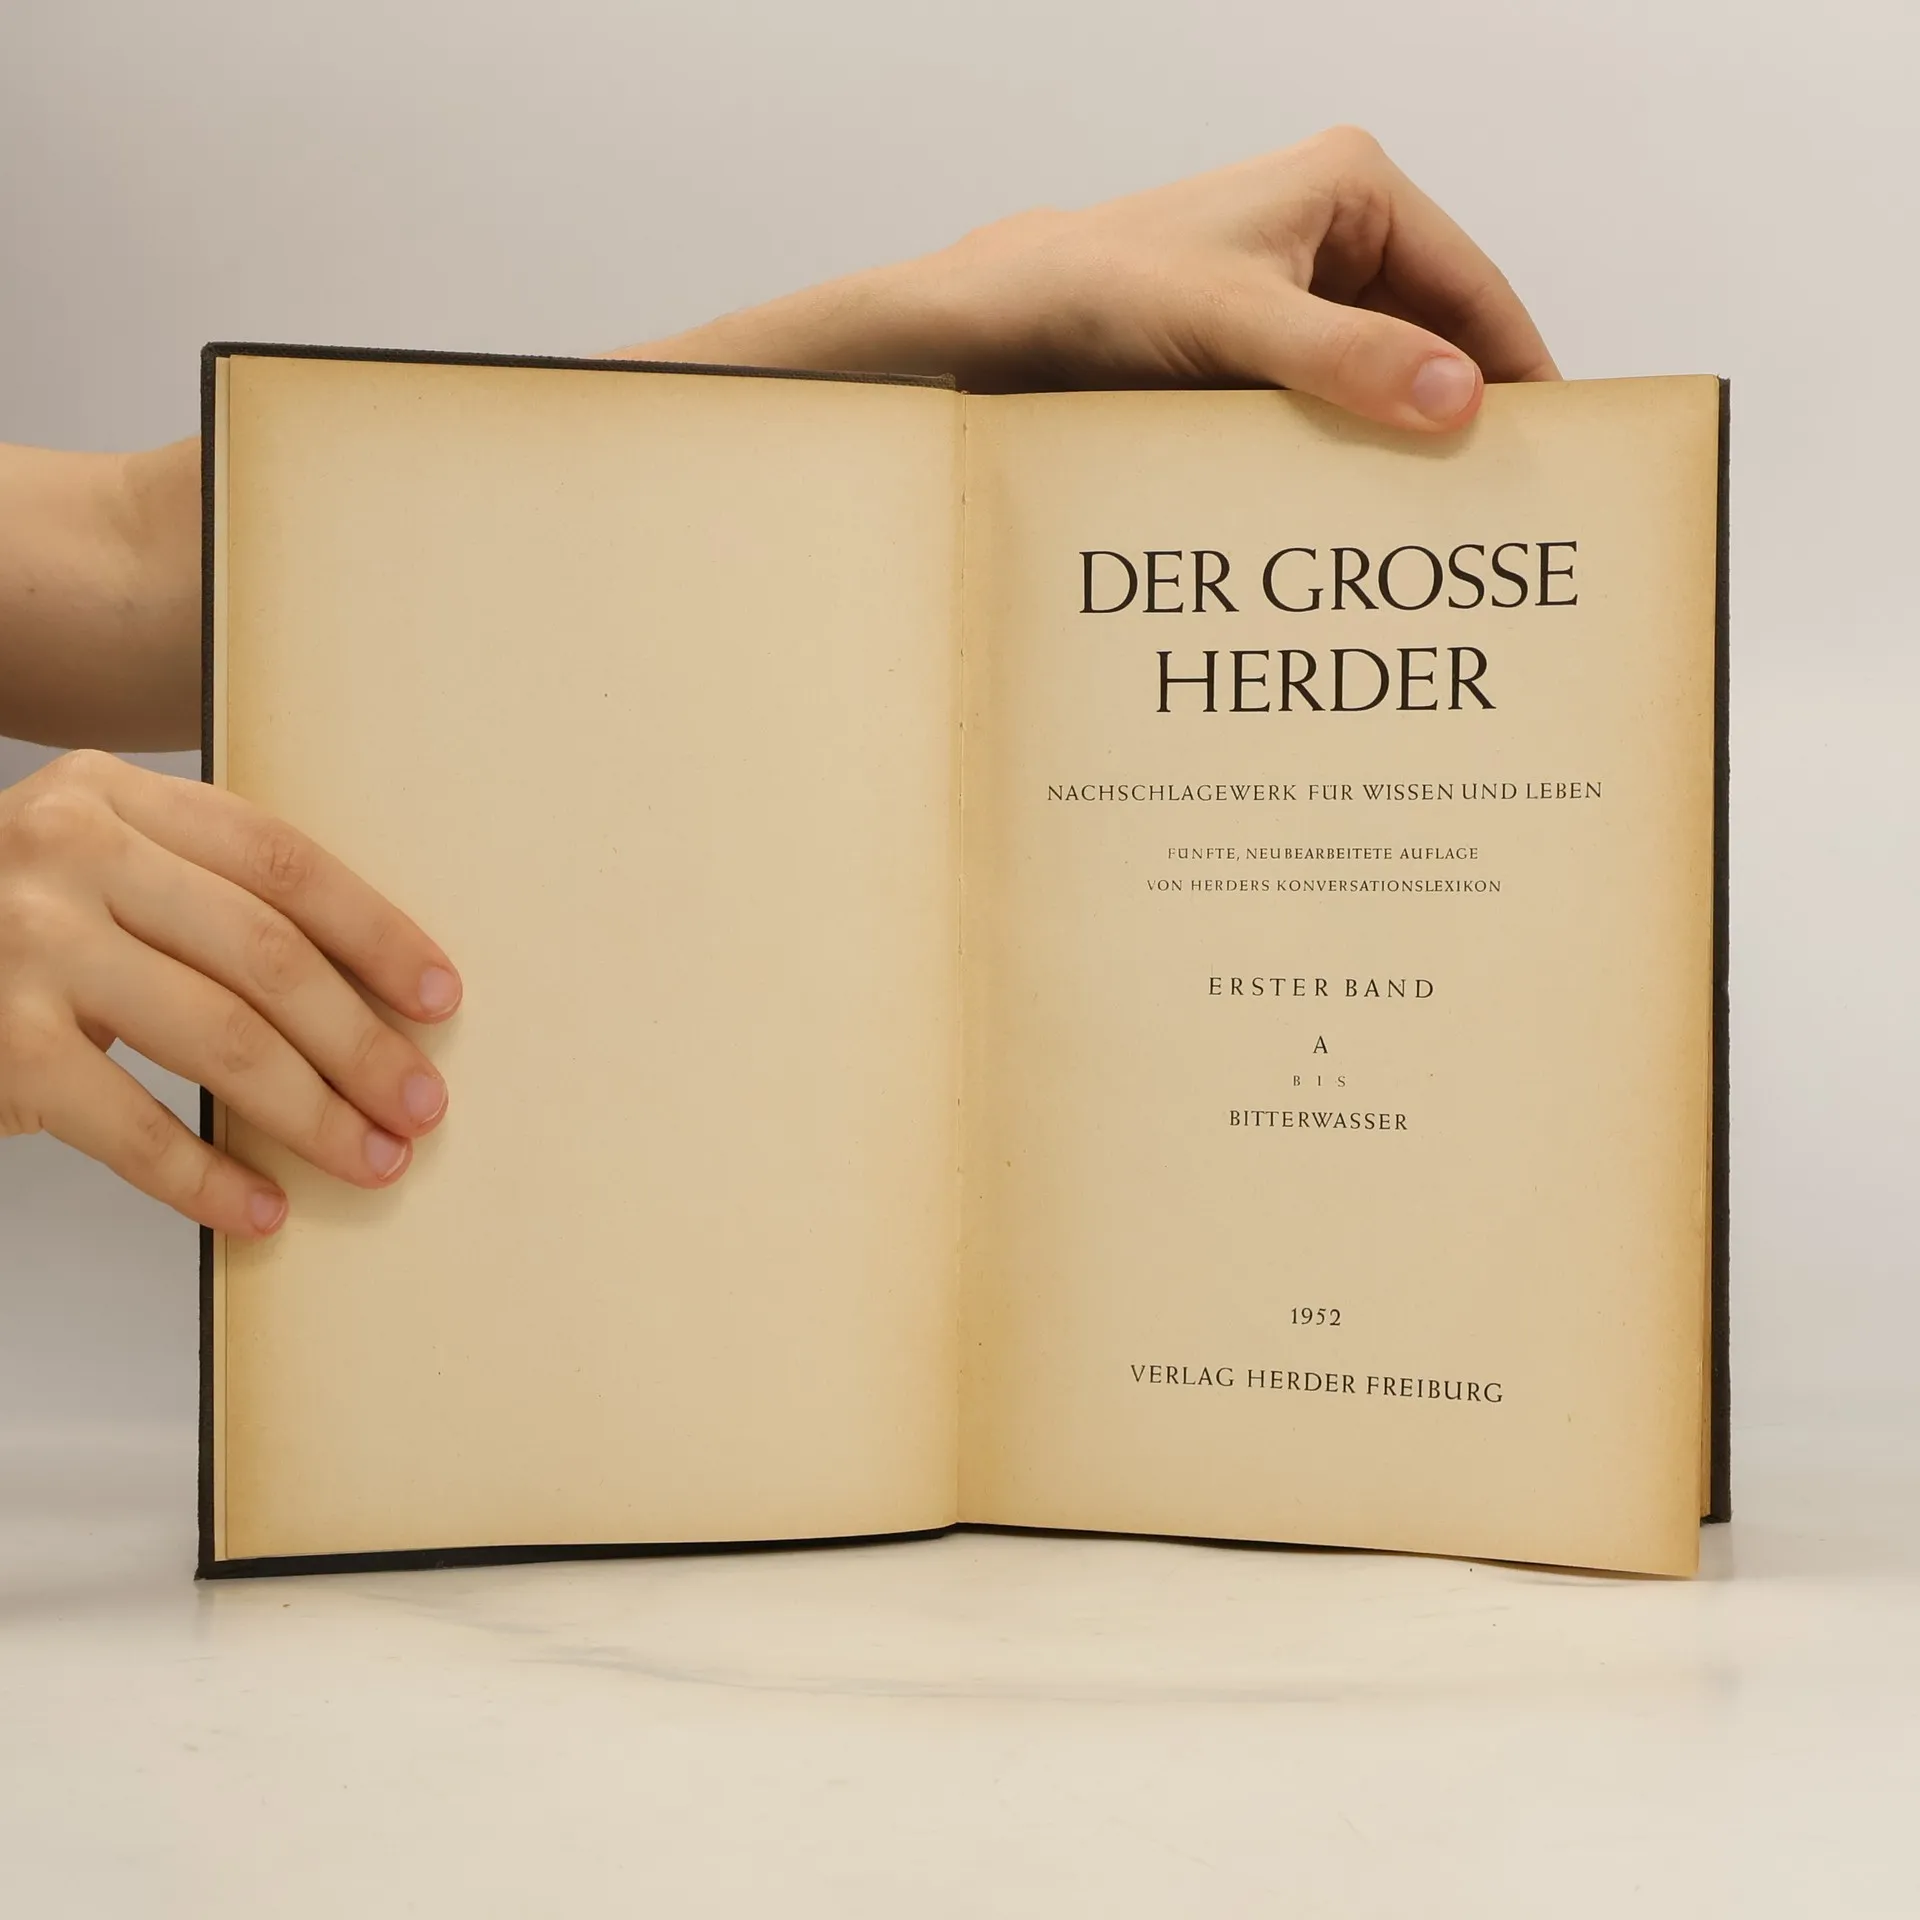 DER GROSSE
HERDER
NACHSCHLAGEWERK FÜR WISSEN UND LEBEN
FÜNFTE, NEUBEARBEITETE AUFLAGE
VON HERDERS KONVERSATIONSLEXIKON
ERSTER BAND
A
BIS
BITTERWASSER
1952
VERLAG HERDER FREIBURG